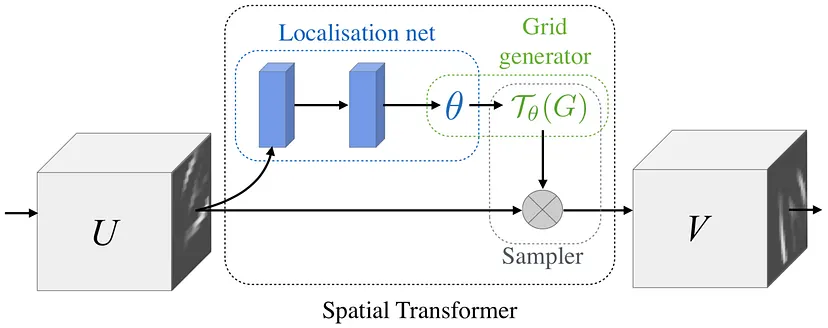 Localisation net
Grid
generator
θ
𝒯θ(G)
U
V
Sampler
Spatial Transformer